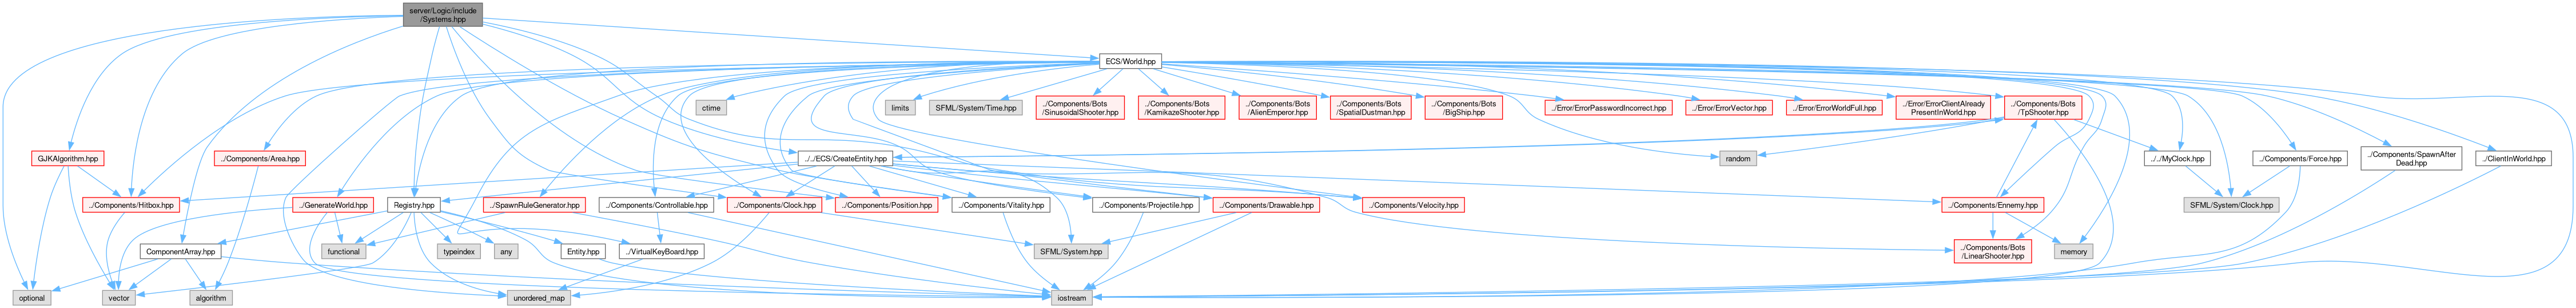 server/Logic/include
/Systems.hpp
ECS/World.hpp
ctime
limits
SFML/System/Time.hpp
../Components/Bots
/SinusoidalShooter.hpp
../Components/Bots
/KamikazeShooter.hpp
../Components/Bots
/AlienEmperor.hpp
../Components/Bots
/SpatialDustman.hpp
../Components/Bots
/BigShip.hpp
../Error/ErrorPasswordIncorrect.hpp
../Error/ErrorVector.hpp
../Error/ErrorWorldFull.hpp
../Error/ErrorClientAlready
PresentInWorld.hpp
../Components/Bots
/TpShooter.hpp
GJKAlgorithm.hpp
../Components/Area.hpp
../../ECS/CreateEntity.hpp
random
../../MyClock.hpp
../Components/Force.hpp
../Components/SpawnAfter
Dead.hpp
../ClientInWorld.hpp
../Components/Hitbox.hpp
../GenerateWorld.hpp
Registry.hpp
../SpawnRuleGenerator.hpp
../Components/Controllable.hpp
../Components/Clock.hpp
../Components/Position.hpp
../Components/Vitality.hpp
../Components/Projectile.hpp
../Components/Drawable.hpp
../Components/Velocity.hpp
../Components/Ennemy.hpp
SFML/System/Clock.hpp
ComponentArray.hpp
functional
typeindex
any
Entity.hpp
../VirtualKeyBoard.hpp
SFML/System.hpp
../Components/Bots
/LinearShooter.hpp
memory
optional
vector
algorithm
unordered_map
iostream